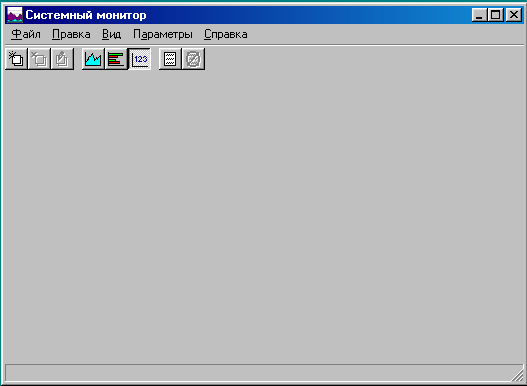 Системный монитор
Файл Правка Вид Параметры Справка
123